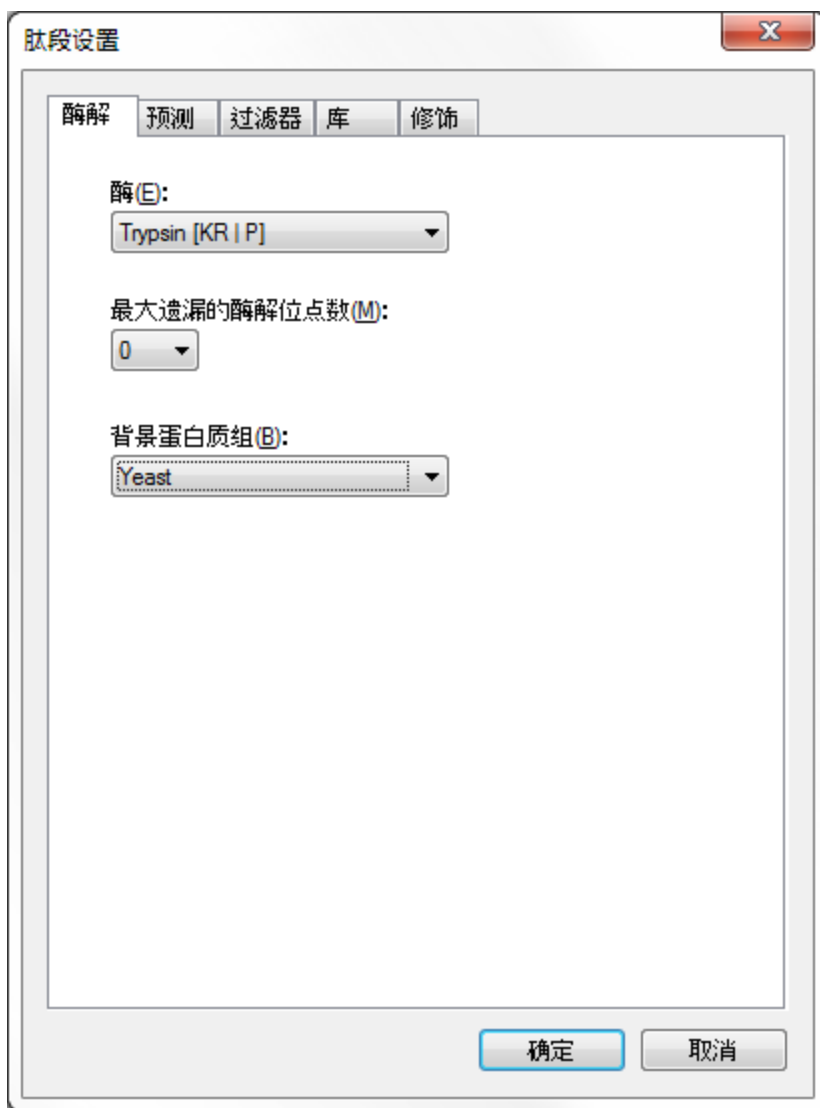 肽段设置
酶解 预测 过滤器 库 修饰
酶(E):
Trypsin [KR | P]
最大遗漏的酶解位点数(M):
0
背景蛋白质组(B):
Yeast
确定 取消